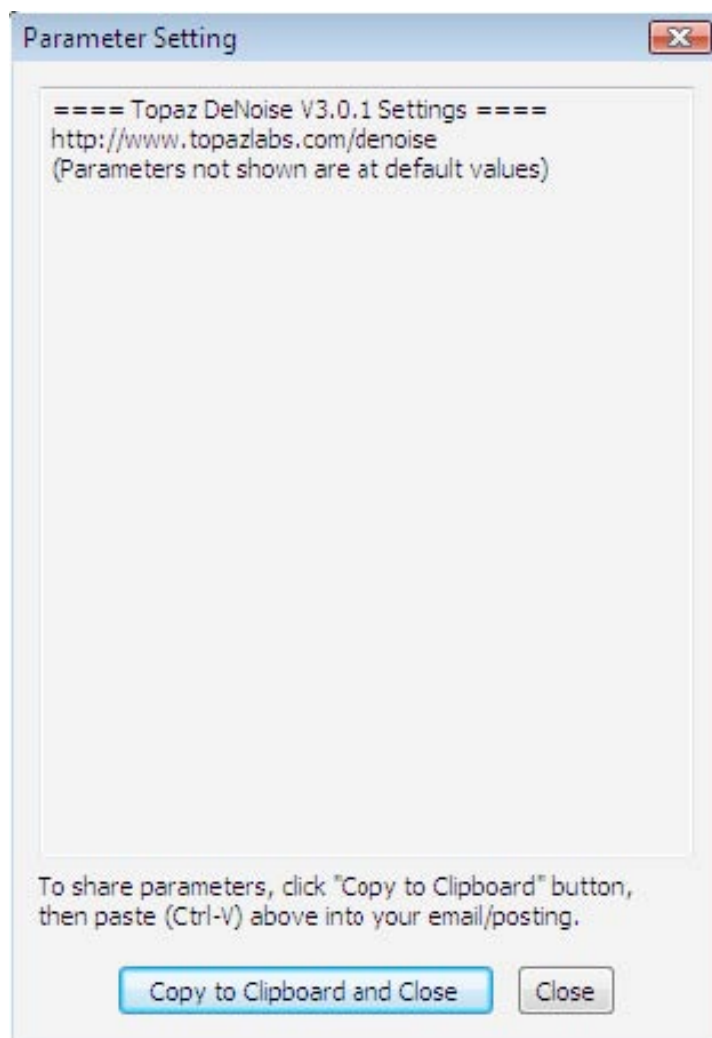 Parameter Setting
==== Topaz DeNoise V3.0.1 Settings ====
http://www.topazlabs.com/denoise
(Parameters not shown are at default values)
To share parameters, click "Copy to Clipboard" button,
then paste (Ctrl-V) above into your email/posting.
Copy to Clipboard and Close
Close